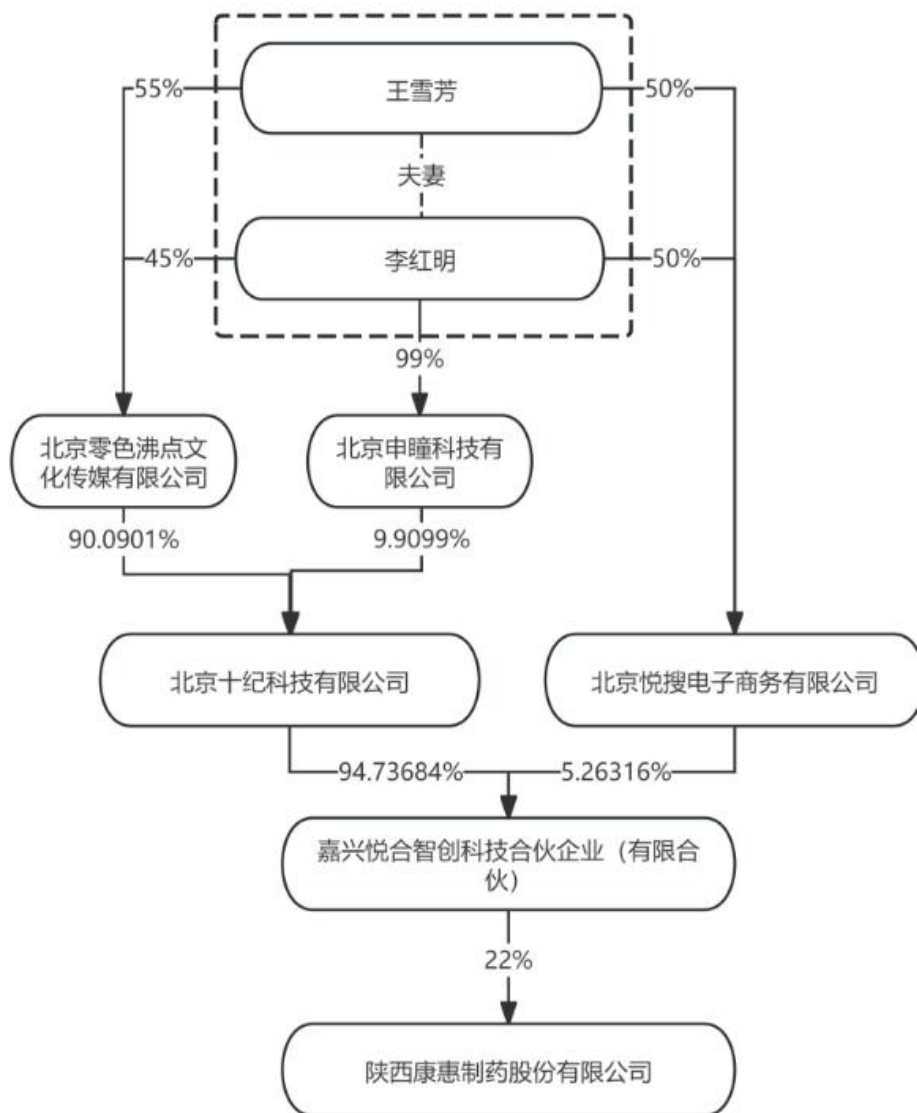 王雪芳
55%
50%
夫妻
李红明
45%
50%
99%
北京零色沸点文
化传媒有限公司
北京申瞳科技有
限公司
90.0901%
9.9099%
北京十纪科技有限公司
北京悦搜电子商务有限公司
94.73684%
5.26316%
嘉兴悦合智创科技合伙企业（有限合
伙）
22%
陕西康惠制药股份有限公司